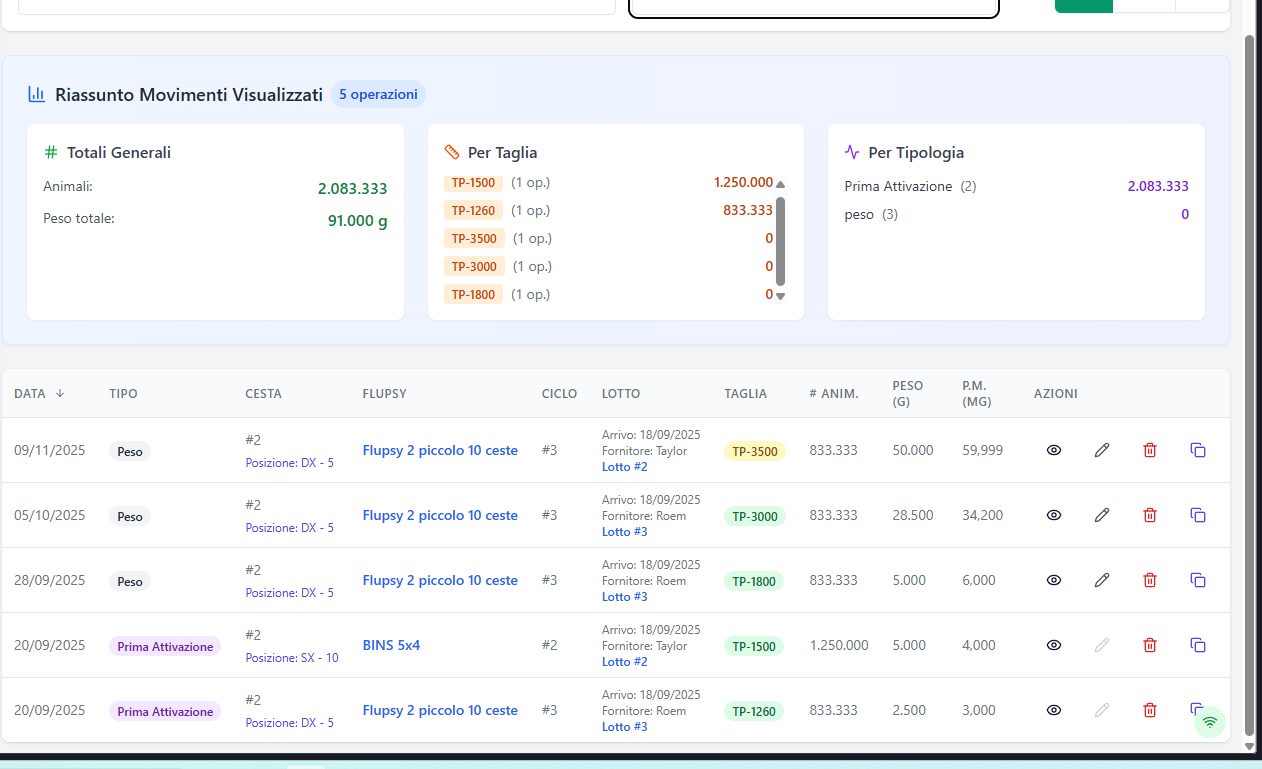 Riassunto Movimenti Visualizzati 5 operazioni
# Totali Generali
Animali: 2.083.333
Peso totale: 91.000 g
Per Taglia
TP-1500 (1 op.) 1.250.000
TP-1260 (1 op.) 833.333
TP-3500 (1 op.) 0
TP-3000 (1 op.) 0
TP-1800 (1 op.) 0
Per Tipologia
Prima Attivazione (2) 2.083.333
peso (3) 0
DATA ↓ TIPO CESTA FLUPSY CICLO LOTTO TAGLIA # ANIM. PESO (G) P.M. (MG) AZIONI
09/11/2025 Peso #2 Flupsy 2 piccolo 10 ceste #3 Arrivo: 18/09/2025 TP-3500 833.333 50.000 59,999
Posizione: DX - 5 Fornitore: Taylor
Lotto #2
05/10/2025 Peso #2 Flupsy 2 piccolo 10 ceste #3 Arrivo: 18/09/2025 TP-3000 833.333 28.500 34,200
Posizione: DX - 5 Fornitore: Roem
Lotto #3
28/09/2025 Peso #2 Flupsy 2 piccolo 10 ceste #3 Arrivo: 18/09/2025 TP-1800 833.333 5.000 6,000
Posizione: DX - 5 Fornitore: Roem
Lotto #3
20/09/2025 Prima Attivazione #2 BINS 5x4 #2 Arrivo: 18/09/2025 TP-1500 1.250.000 5.000 4,000
Posizione: SX - 10 Fornitore: Taylor
Lotto #2
20/09/2025 Prima Attivazione #2 Flupsy 2 piccolo 10 ceste #3 Arrivo: 18/09/2025 TP-1260 833.333 2.500 3,000
Posizione: DX - 5 Fornitore: Roem
Lotto #3